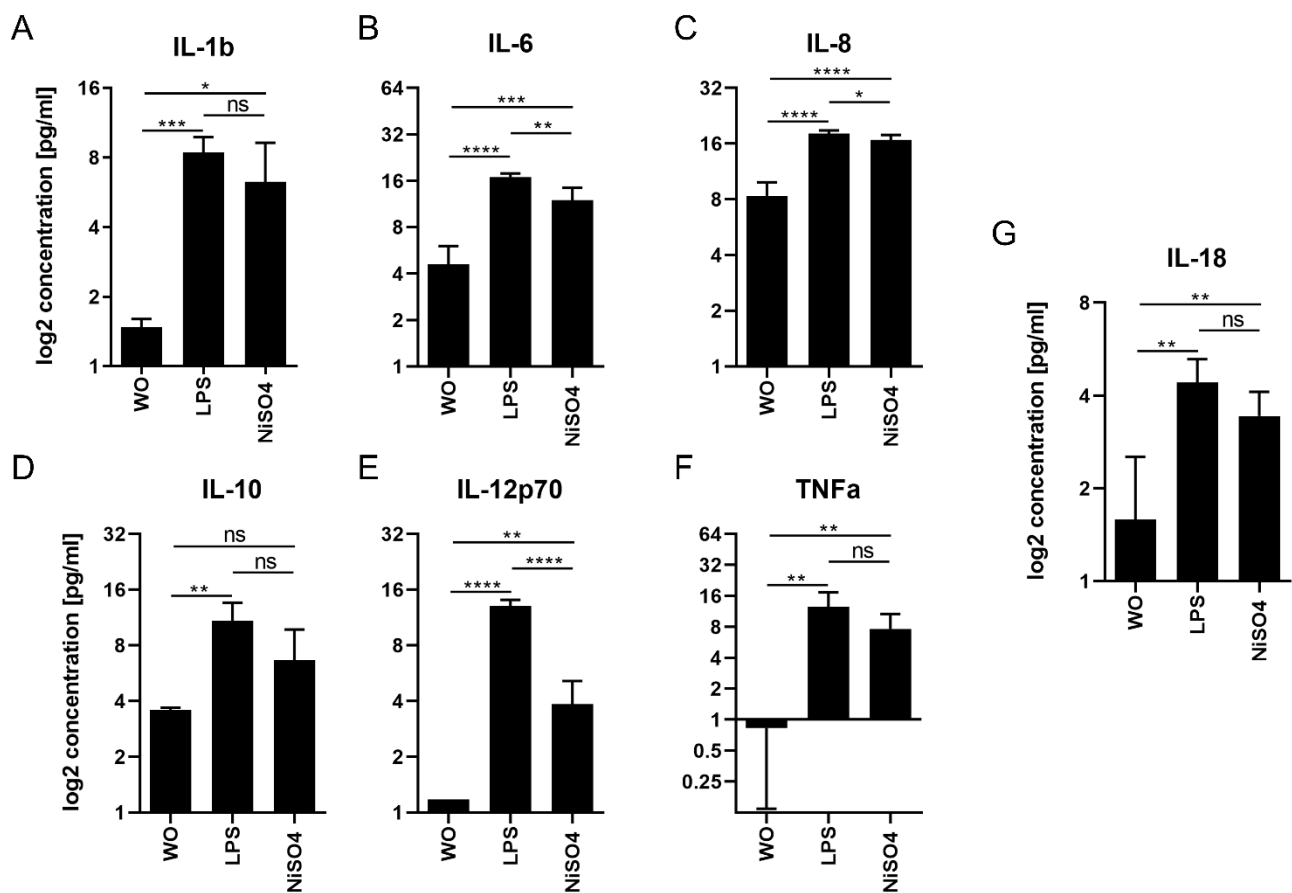 A
IL-1b
log2 concentration [pg/ml]
16
8
4
2
1
*
ns
***
WO
LPS
NiSO4
B
IL-6
64
32
16
8
4
2
1
***
**
****
WO
LPS
NiSO4
C
IL-8
32
16
8
4
2
1
****
*
****
WO
LPS
NiSO4
D
IL-10
log2 concentration [pg/ml]
32
16
8
4
2
1
ns
ns
**
WO
LPS
NiSO4
E
IL-12p70
32
16
8
4
2
1
**
****
****
WO
LPS
NiSO4
F
TNFa
64
32
16
8
4
2
1
0.5
0.25
**
ns
**
WO
LPS
NiSO4
G
IL-18
log2 concentration [pg/ml]
8
4
2
1
**
ns
**
WO
LPS
NiSO4